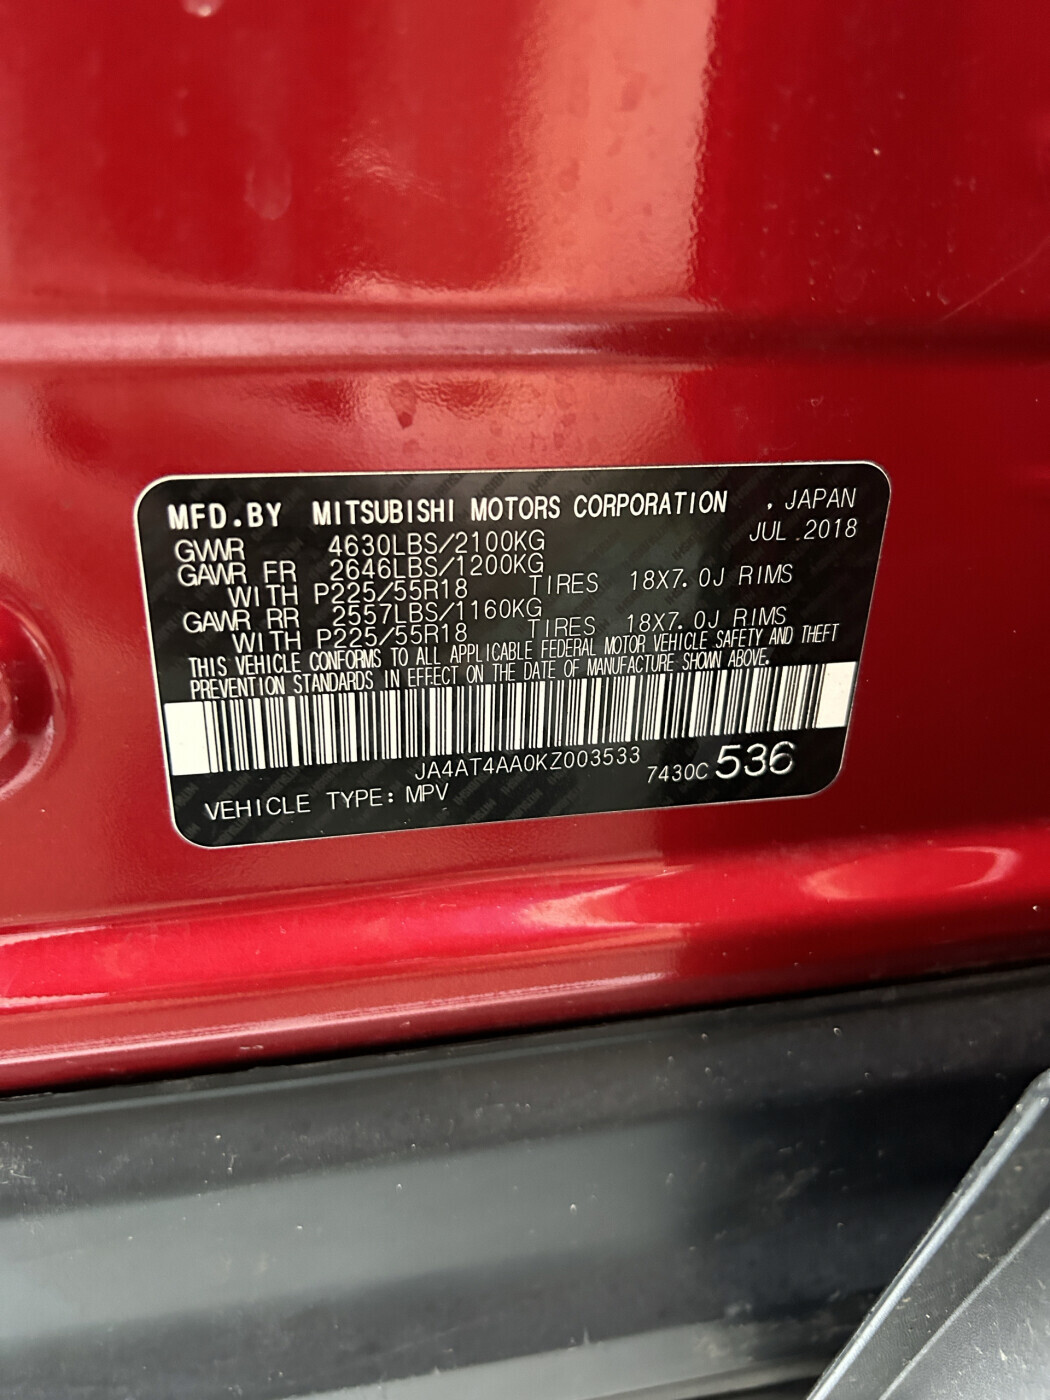 MFD.BY MITSUBISHI MOTORS CORPORATION , JAPAN
JUL .2018
GVWR 4630LBS/2100KG
GAWR FR 2646LBS/1200KG
WITH P225/55R18 TIRES 18X7.0J RIMS
GAWR RR 2557LBS/1160KG
WITH P225/55R18 TIRES 18X7.0J RIMS
THIS VEHICLE CONFORMS TO ALL APPLICABLE FEDERAL MOTOR VEHICLE SAFETY AND THEFT
PREVENTION STANDARDS IN EFFECT ON THE DATE OF MANUFACTURE SHOWN ABOVE.
JA4AT4AA0KZ003533
7430C 536
VEHICLE TYPE: MPV